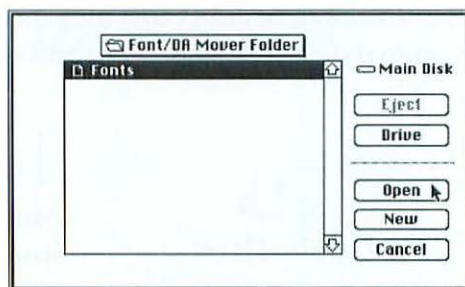 Font/DA Mover Folder
Fonts
Main Disk
Eject
Drive
Open
New
Cancel